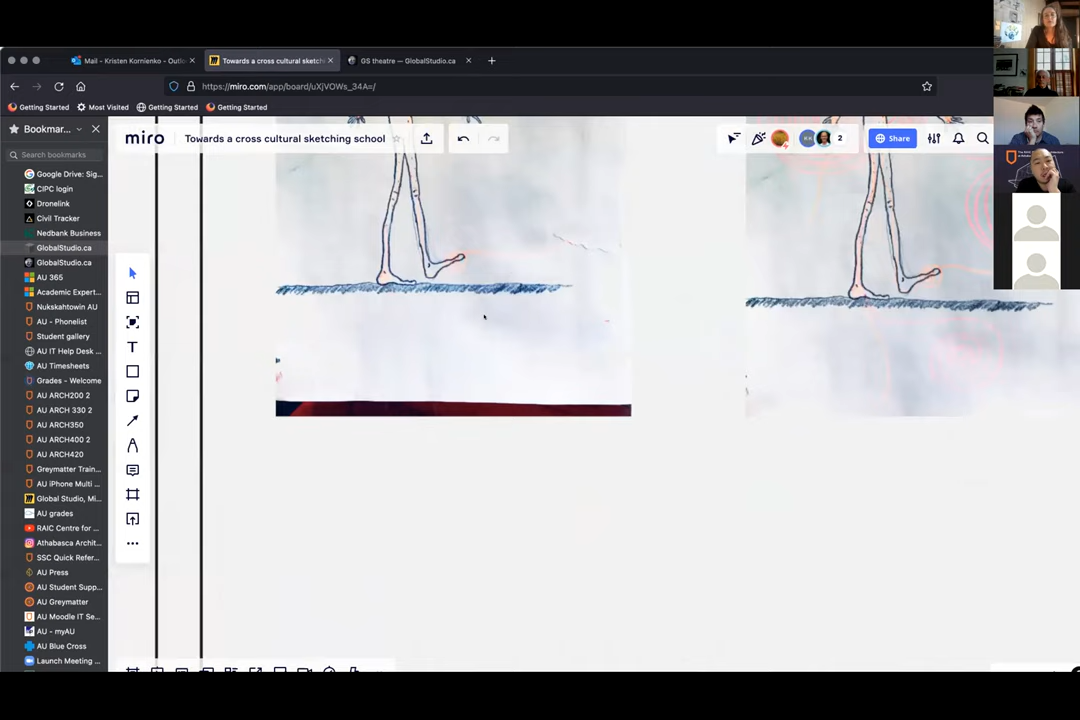 Mail - Kristen Kornienko - Outlo
Towards a cross cultural sketch
GS theatre — GlobalStudio.ca
https://miro.com/app/board/uXjVOWs_34A=/
Getting Started
Most Visited
Getting Started
Getting Started
Bookmar...
miro
Towards a cross cultural sketching school
KK
2
Share
Search bookmarks
Google Drive: Sig...
CIPC login
Dronelink
Civil Tracker
Nedbank Business
GlobalStudio.ca
GlobalStudio.ca
AU 365
Academic Expert...
Nukskahtowin AU
AU - Phonelist
Student gallery
AU IT Help Desk ...
AU Timesheets
Grades - Welcome
AU ARCH200 2
AU ARCH 330 2
AU ARCH350
AU ARCH400 2
AU ARCH420
Greymatter Train...
AU iPhone Multi ...
Global Studio, Mi...
AU grades
RAIC Centre for ...
Athabasca Archit...
SSC Quick Refer...
AU Press
AU Student Supp...
AU Greymatter
AU Moodle IT Se...
AU - myAU
AU Blue Cross
Launch Meeting ...